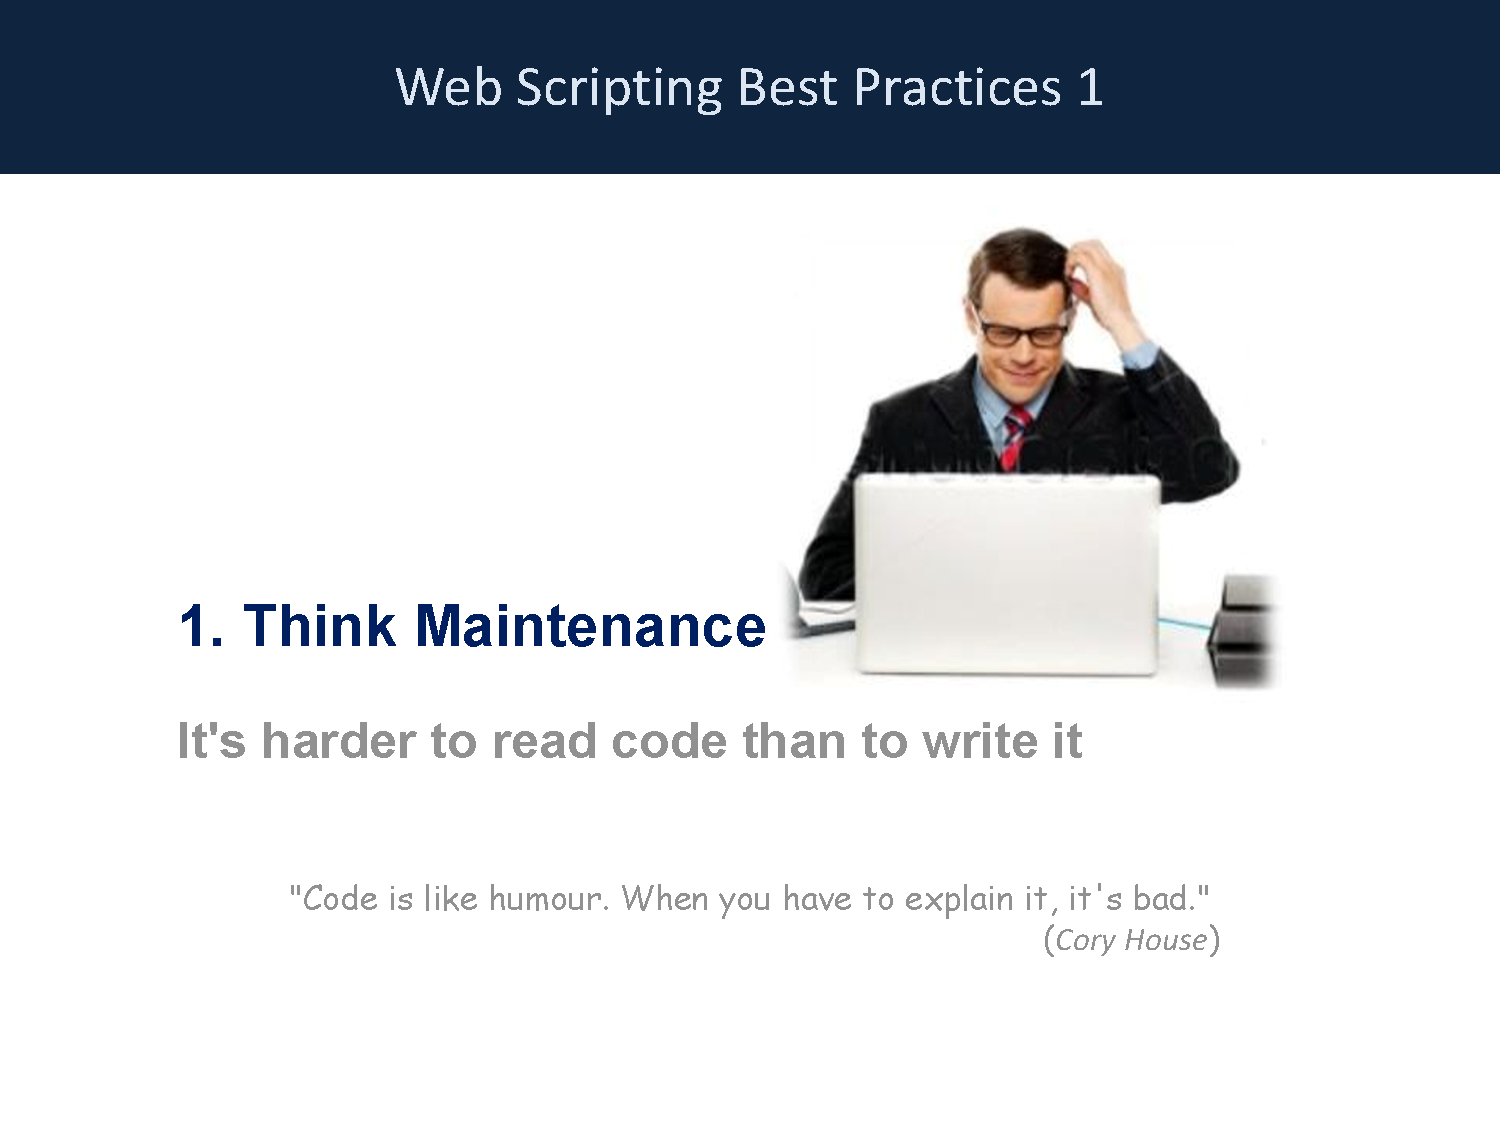 Web Scripting Best Practices 1
1. Think Maintenance
It's harder to read code than to write it
"Code is like humour. When you have to explain it, it's bad."
(Cory House)